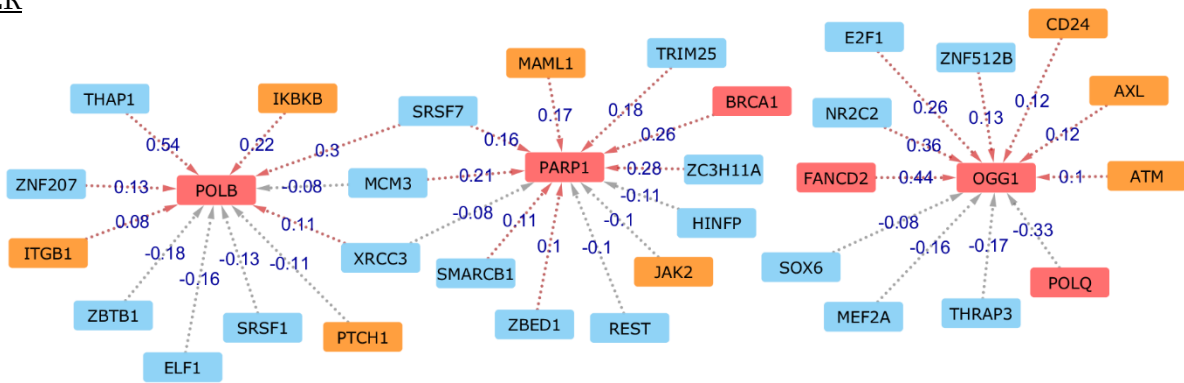 CD24
E2F1
TRIM25
ZNF512B
MAML1
AXL
THAP1
IKBKB
BRCA1
SRSF7
NR2C2
0.26
0.13
0.12
0.17
0.18
0.54
0.22
0.3
0.16
0.26
0.36
0.12
ZNF207
0.13
POLB
-0.08
MCM3
0.21
PARP1
0.28
ZC3H11A
FANCD2
0.44
OGG1
0.1
ATM
-0.11
0.08
0.11
-0.08
HINFP
ITGB1
XRCC3
0.11
-0.1
-0.08
-0.33
-0.18
-0.16
-0.13
-0.11
0.1
-0.1
-0.16
-0.17
SMARCB1
JAK2
SOX6
POLQ
ZBTB1
SRSF1
PTCH1
ZBED1
REST
MEF2A
THRAP3
ELF1